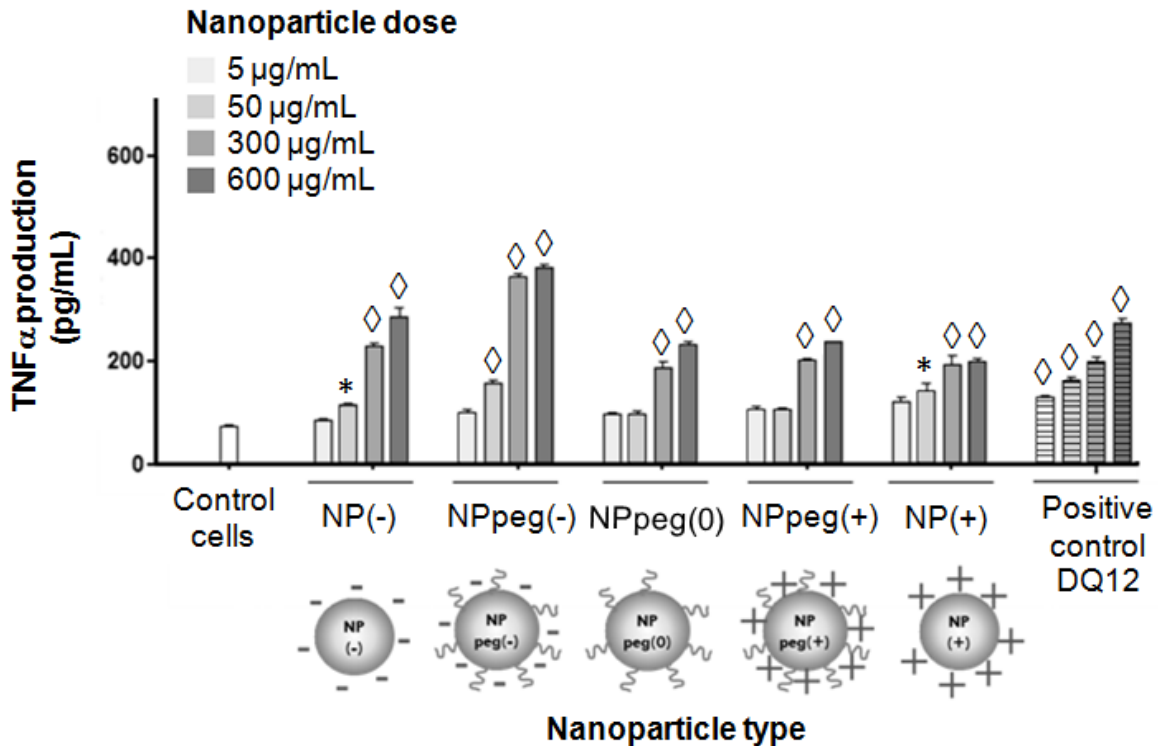 Nanoparticle dose
5 µg/mL
50 µg/mL
300 µg/mL
600 µg/mL
TNFα production
(pg/mL)
600
400
200
0
* *
Control
cells
NP(-)
NPpeg(-)
NPpeg(0)
NPpeg(+)
NP(+)
Positive
control
DQ12
NP
(-)
NP
peg(-)
NP
peg(0)
NP
peg(+)
NP
(+)
Nanoparticle type